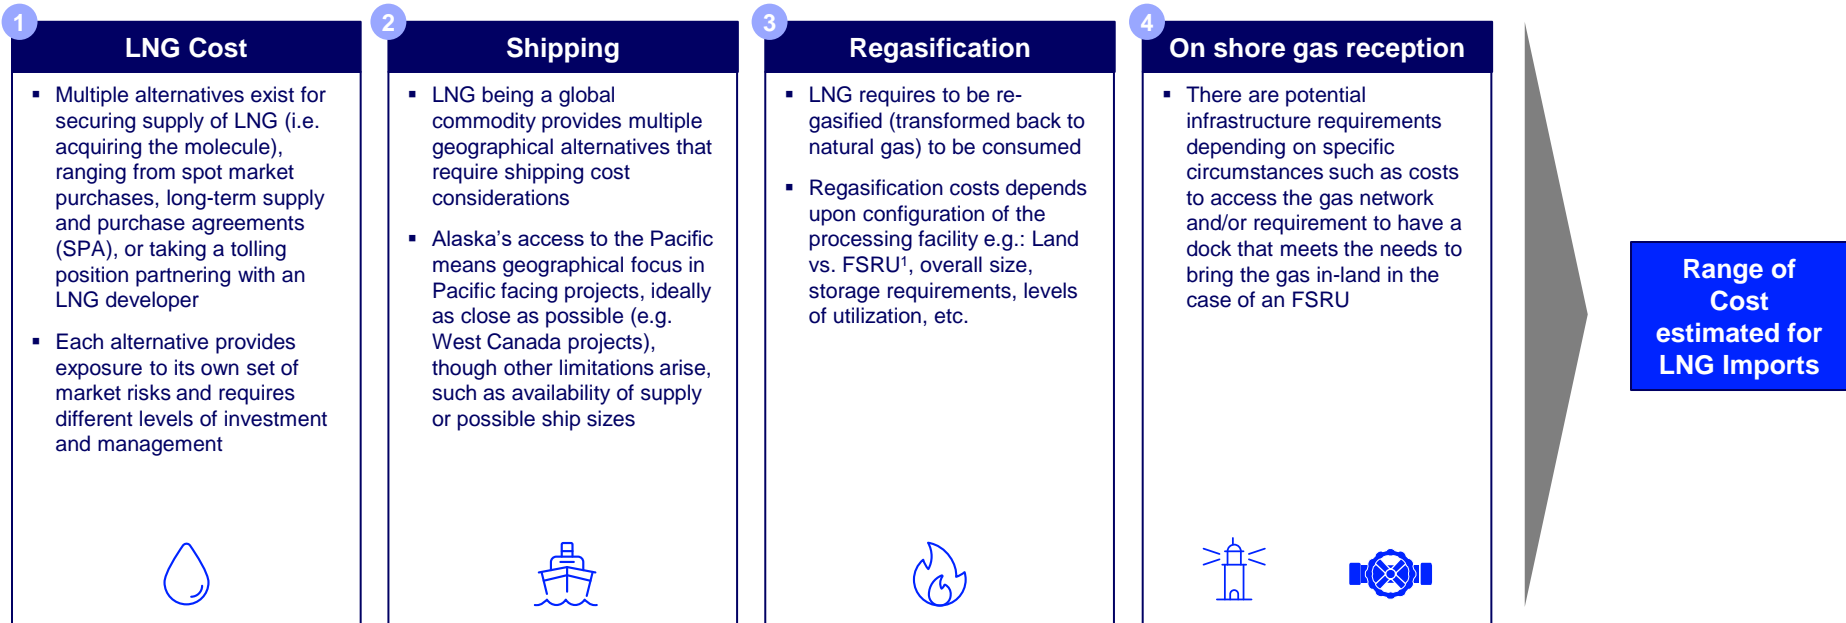 1
LNG Cost
▪ Multiple alternatives exist for
securing supply of LNG (i.e.
acquiring the molecule),
ranging from spot market
purchases, long-term supply
and purchase agreements
(SPA), or taking a tolling
position partnering with an
LNG developer
▪ Each alternative provides
exposure to its own set of
market risks and requires
different levels of investment
and management
2
Shipping
▪ LNG being a global
commodity provides multiple
geographical alternatives that
require shipping cost
considerations
▪ Alaska's access to the Pacific
means geographical focus in
Pacific facing projects, ideally
as close as possible (e.g.
West Canada projects),
though other limitations arise,
such as availability of supply
or possible ship sizes
3
Regasification
▪ LNG requires to be re-
gasified (transformed back to
natural gas) to be consumed
▪ Regasification costs depends
upon configuration of the
processing facility e.g.: Land
vs. FSRU¹, overall size,
storage requirements, levels
of utilization, etc.
4
On shore gas reception
▪ There are potential
infrastructure requirements
depending on specific
circumstances such as costs
to access the gas network
and/or requirement to have a
dock that meets the needs to
bring the gas in-land in the
case of an FSRU
Range of
Cost
estimated for
LNG Imports